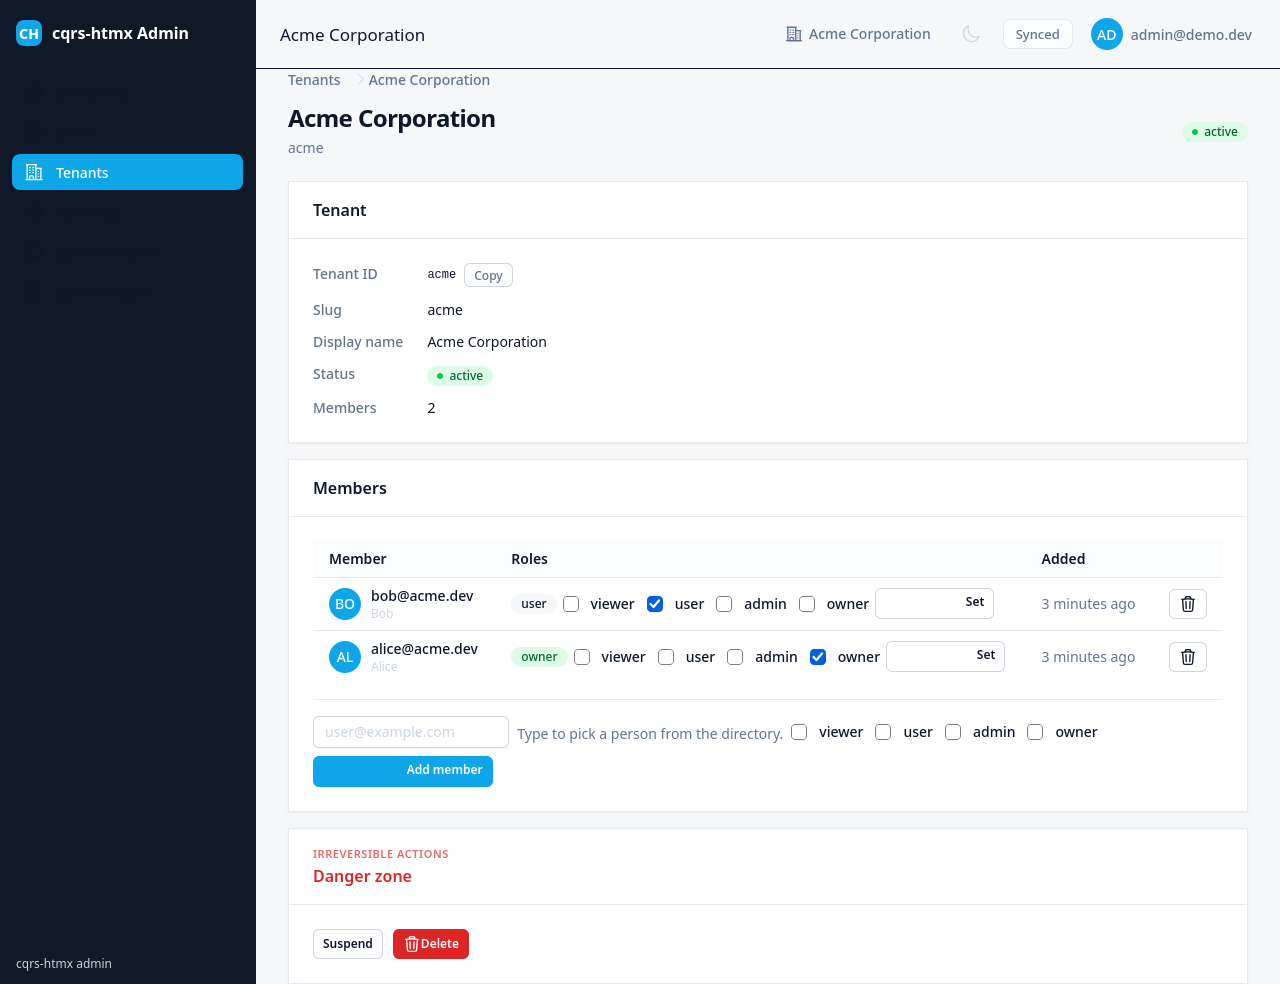 CH cqrs-htmx Admin
Tenants
cqrs-htmx admin
Acme Corporation
Acme Corporation
Synced
AD admin@demo.dev
Tenants Acme Corporation
Acme Corporation
acme
active
Tenant
Tenant ID acme Copy
Slug acme
Display name Acme Corporation
Status active
Members 2
Members
Member Roles Added
BO bob@acme.dev
Bob
user viewer user admin owner Set 3 minutes ago
AL alice@acme.dev
Alice
owner viewer user admin owner Set 3 minutes ago
user@example.com Type to pick a person from the directory. viewer user admin owner
Add member
IRREVERSIBLE ACTIONS
Danger zone
Suspend Delete